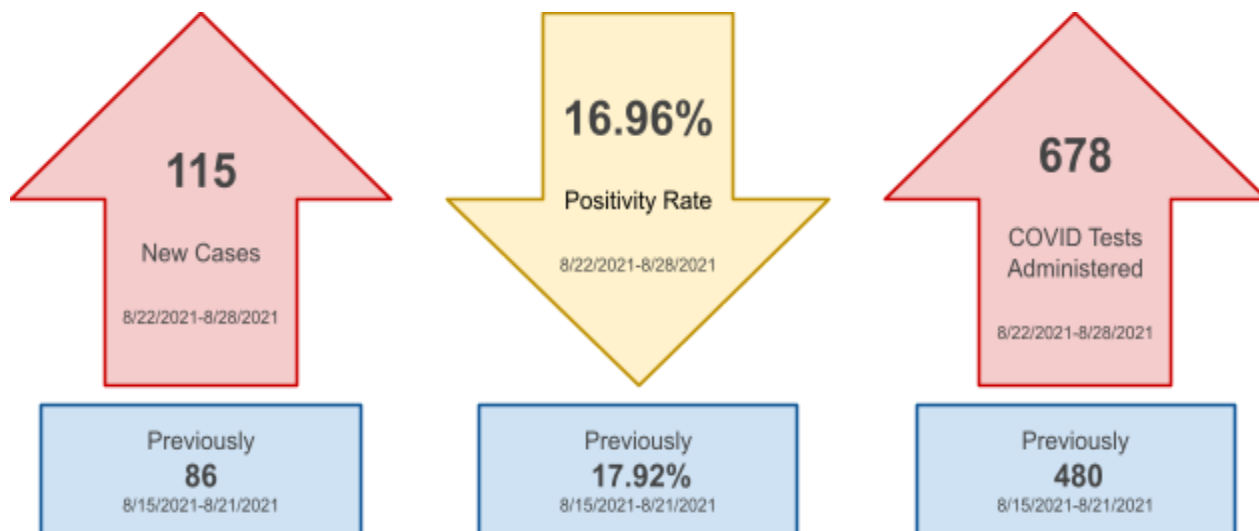 115
New Cases
8/22/2021-8/28/2021
Previously
86
8/15/2021-8/21/2021
16.96%
Positivity Rate
8/22/2021-8/28/2021
Previously
17.92%
8/15/2021-8/21/2021
678
COVID Tests
Administered
8/22/2021-8/28/2021
Previously
480
8/15/2021-8/21/2021